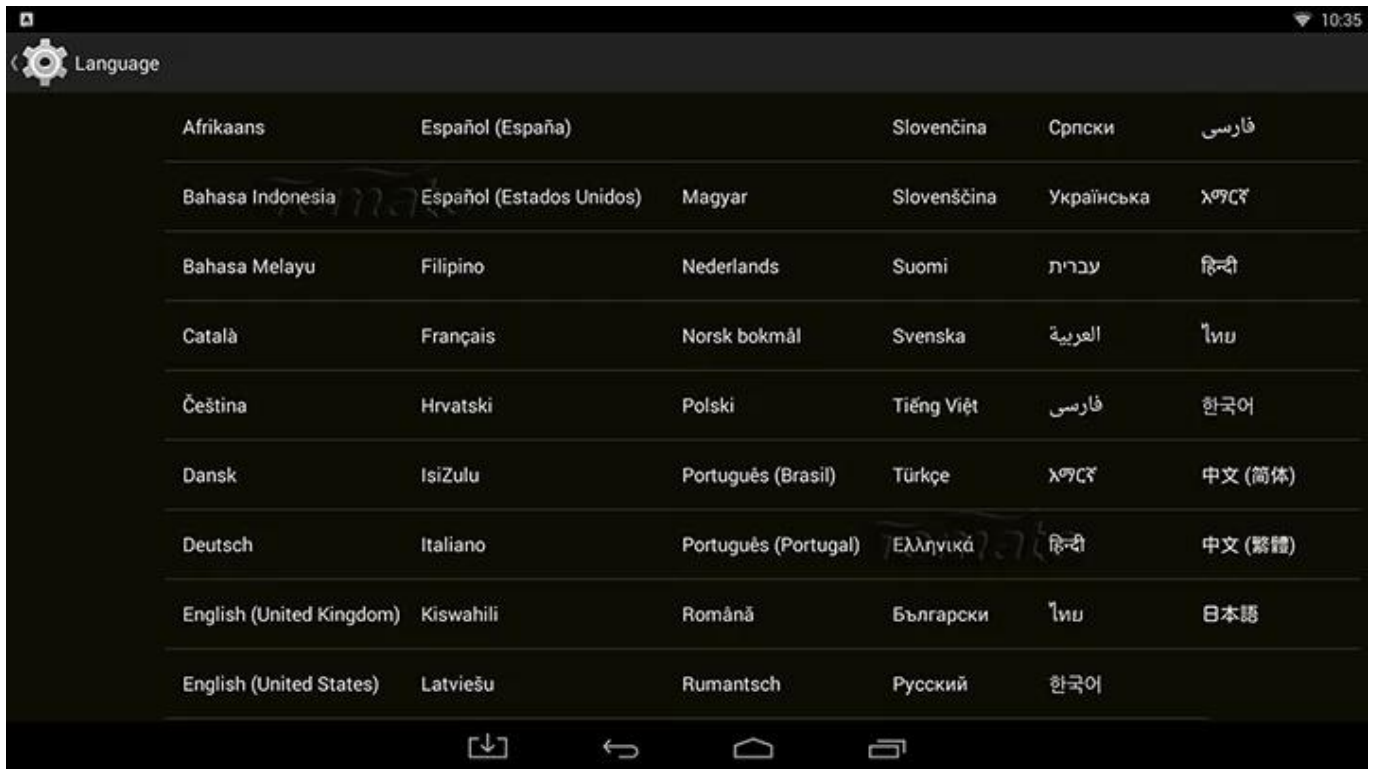 10:35
Language
Afrikaans Español (España) Slovenčina Српски فارسی
Bahasa Indonesia Español (Estados Unidos) Magyar Slovenščina Українська አማርኛ
Bahasa Melayu Filipino Nederlands Suomi עברית हिन्दी
Català Français Norsk bokmål Svenska العربية ไทย
Čeština Hrvatski Polski Tiếng Việt فارسی 한국어
Dansk IsiZulu Português (Brasil) Türkçe አማርኛ 中文 (简体)
Deutsch Italiano Português (Portugal) Ελληνικά हिन्दी 中文 (繁體)
English (United Kingdom) Kiswahili Română Български ไทย 日本語
English (United States) Latviešu Rumantsch Русский 한국어